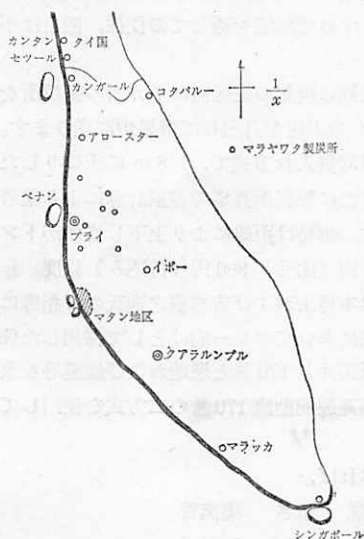 カンタン
タイ国
セツール
カンガール
コタバルー
1/x
アロースター
マラヤワタ製炭所
ペナン
プライ
イポー
マタン地区
クアラルンプル
マラッカ
シンガポール